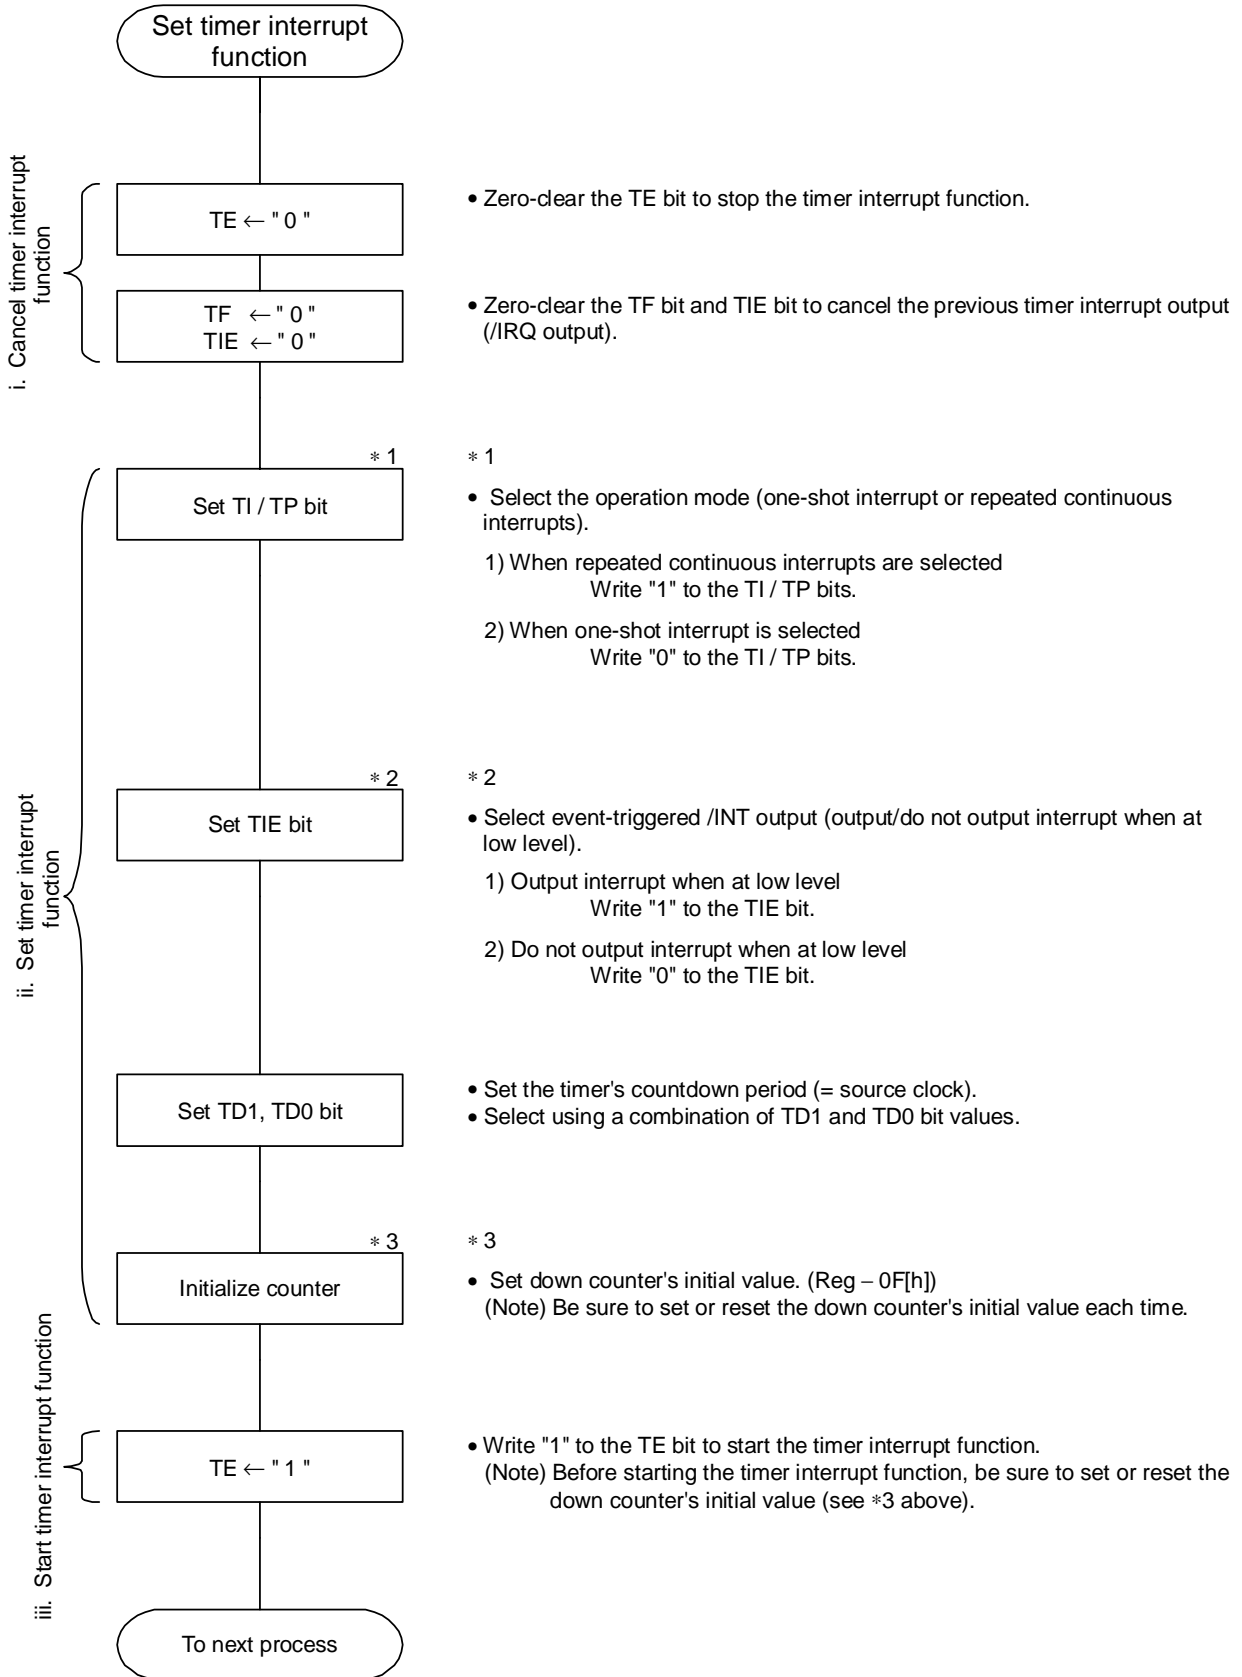 Set timer interrupt
function
i. Cancel timer interrupt
function
TE ← " 0 "
• Zero-clear the TE bit to stop the timer interrupt function.
TF ← " 0 "
TIE ← " 0 "
• Zero-clear the TF bit and TIE bit to cancel the previous timer interrupt output
(/IRQ output).
ii. Set timer interrupt
function
∗ 1
Set TI / TP bit
∗ 1
• Select the operation mode (one-shot interrupt or repeated continuous
interrupts).
1) When repeated continuous interrupts are selected
Write "1" to the TI / TP bits.
2) When one-shot interrupt is selected
Write "0" to the TI / TP bits.
∗ 2
Set TIE bit
∗ 2
• Select event-triggered /INT output (output/do not output interrupt when at
low level).
1) Output interrupt when at low level
Write "1" to the TIE bit.
2) Do not output interrupt when at low level
Write "0" to the TIE bit.
Set TD1, TD0 bit
• Set the timer's countdown period (= source clock).
• Select using a combination of TD1 and TD0 bit values.
∗ 3
Initialize counter
∗ 3
• Set down counter's initial value. (Reg − 0F[h])
(Note) Be sure to set or reset the down counter's initial value each time.
iii. Start timer interrupt function
TE ← " 1 "
• Write "1" to the TE bit to start the timer interrupt function.
(Note) Before starting the timer interrupt function, be sure to set or reset the
down counter's initial value (see ∗3 above).
To next process